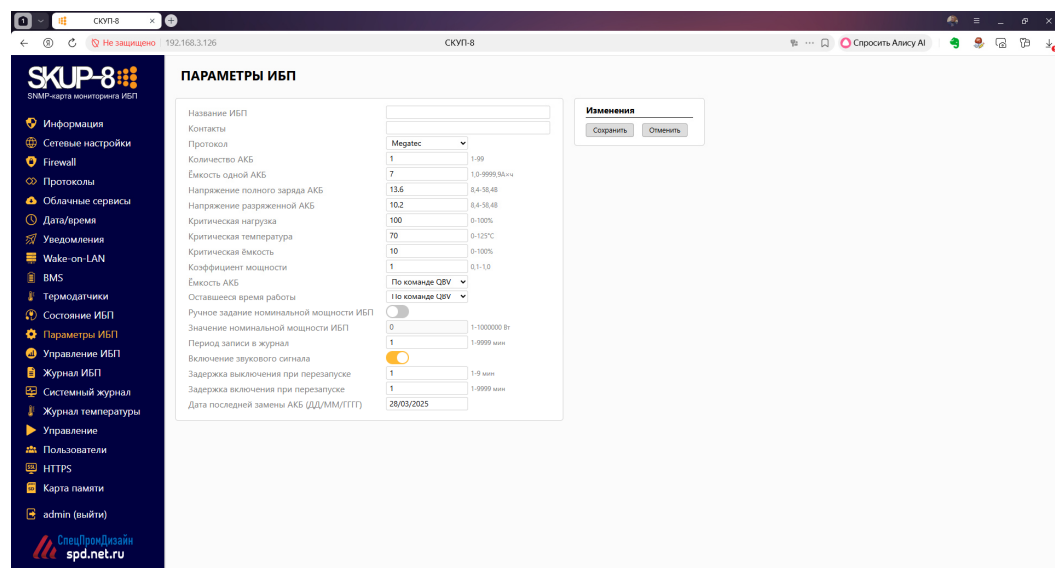 1
СКУП-8
Не защищено
192.168.3.126
СКУП-8
Спросить Алису AI
SKUP-8
SNMP-карта мониторинга ИБП
Информация
Сетевые настройки
Firewall
Протоколы
Облачные сервисы
Дата/время
Уведомления
Wake-on-LAN
BMS
Термодатчики
Состояние ИБП
Параметры ИБП
Управление ИБП
Журнал ИБП
Системный журнал
Журнал температуры
Управление
Пользователи
HTTPS
Карта памяти
admin (выйти)
СпецПромДизайн
spd.net.ru
ПАРАМЕТРЫ ИБП
Название ИБП
Контакты
Протокол Megatec
Количество АКБ 1 1-99
Ёмкость одной АКБ 7 1,0-9999,9А×ч
Напряжение полного заряда АКБ 13.6 8,4-58,4В
Напряжение разряженной АКБ 10.2 8,4-58,4В
Критическая нагрузка 100 0-100%
Критическая температура 70 0-125°C
Критическая ёмкость 10 0-100%
Коэффициент мощности 1 0,1-1,0
Ёмкость АКБ По команде QBV
Оставшееся время работы По команде QBV
Ручное задание номинальной мощности ИБП
Значение номинальной мощности ИБП 0 1-1000000 Вт
Период записи в журнал 1 1-9999 мин
Включение звукового сигнала
Задержка выключения при перезапуске 1 1-9 мин
Задержка включения при перезапуске 1 1-9999 мин
Дата последней замены АКБ (ДД/ММ/ГГГГ) 28/03/2025
Изменения
Сохранить Отменить